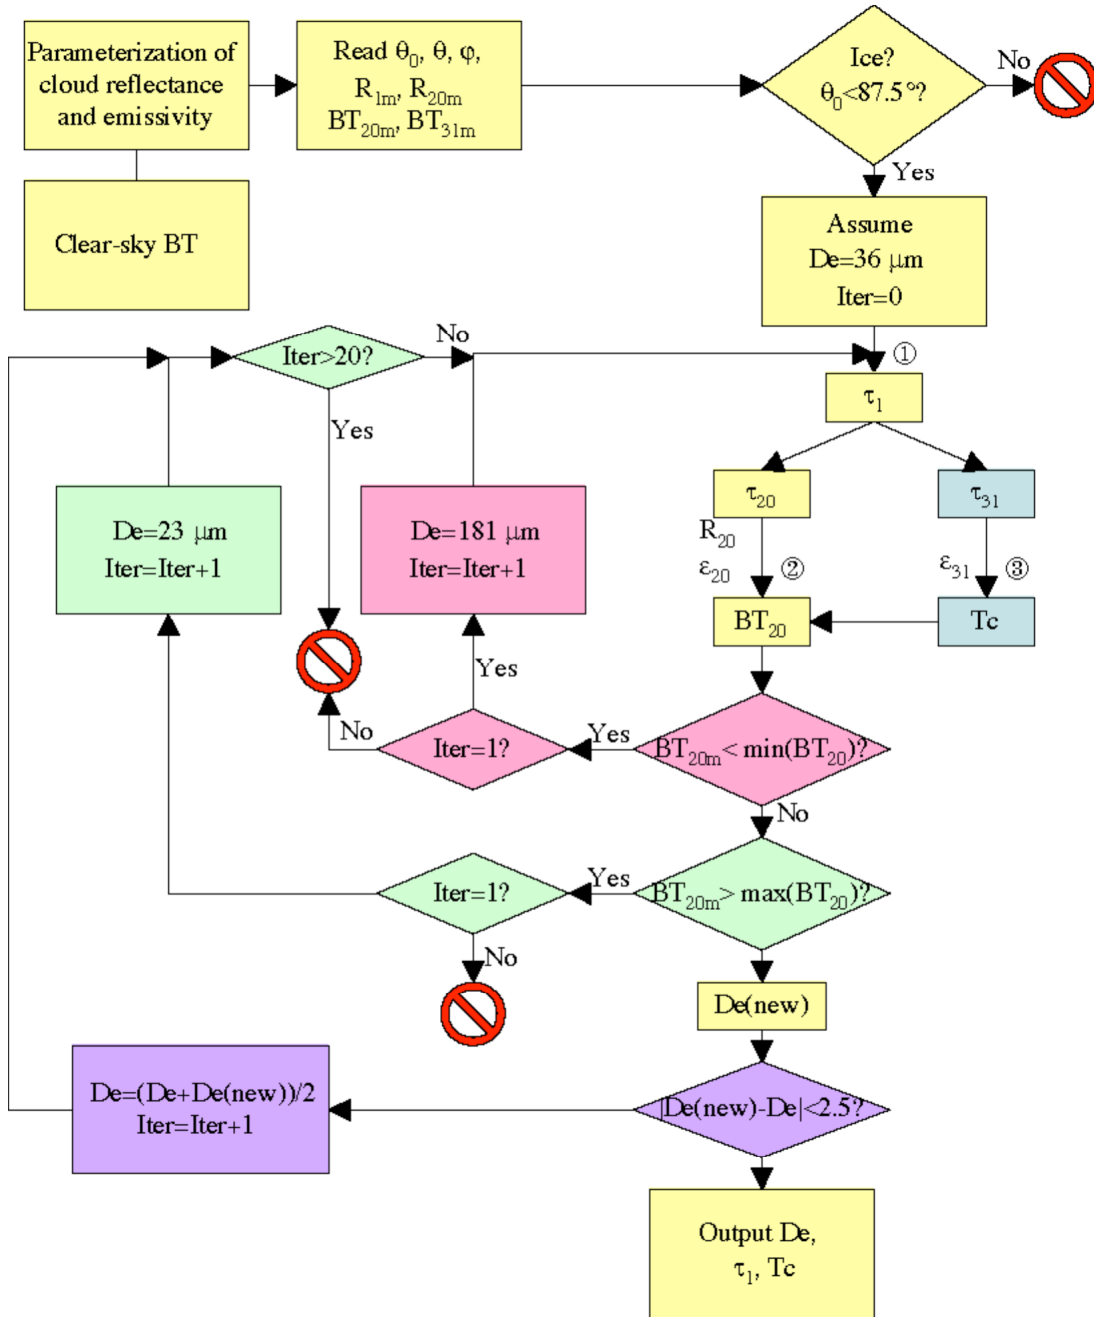 Parameterization of
cloud reflectance
and emissivity
Read θ₀, θ, φ,
R₁ₘ, R₂₀ₘ
BT₂₀ₘ, BT₃₁ₘ
Ice?
θ₀<87.5°?
No
Yes
Clear-sky BT
Assume
De=36 μm
Iter=0
Iter>20?
No
Yes
①
τ₁
τ₂₀
τ₃₁
R₂₀
ε₂₀
②
ε₃₁
③
De=23 μm
Iter=Iter+1
De=181 μm
Iter=Iter+1
BT₂₀
Tc
Yes
No
Iter=1?
Yes
BT₂₀ₘ< min(BT₂₀)?
No
Iter=1?
Yes
BT₂₀ₘ> max(BT₂₀)?
No
De(new)
De=(De+De(new))/2
Iter=Iter+1
|De(new)-De|<2.5?
Output De,
τ₁, Tc